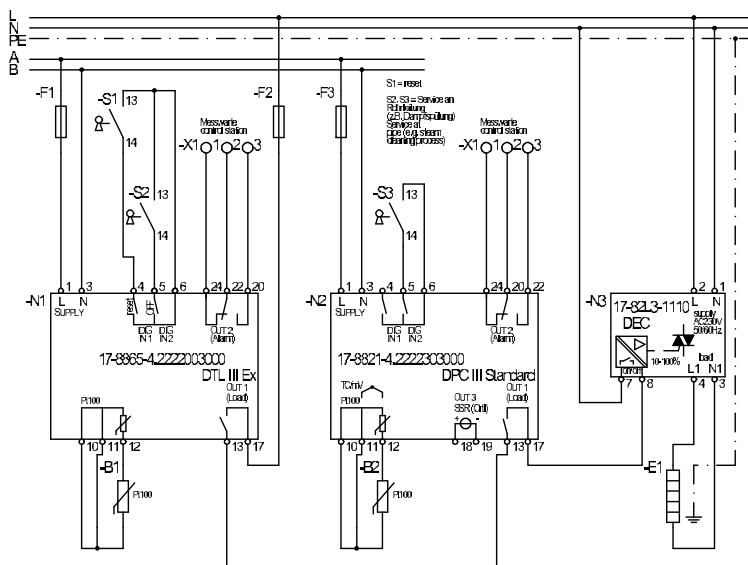 L
N
PE
A
B
-F1
-S1
13
14
-S2
13
14
Messwarte
control station
-X1 1 2 3
-F2
-F3
S1 = reset
S2, S3 = Service an
Rohrleitung
(z.B. Dampfspülung)
Service at
pipe (e.g. steam
cleaning process)
-S3
13
14
Messwarte
control station
-X1 1 2 3
1 3 4 5 6 24 22 20
-N1
L N
SUPPLY
reset
OFF
DIG
IN1
DIG
IN2
OUT 2
(Alarm)
17-8865-4.2222003000
DTL III Ex
Pt100
OUT 1
(Load)
10 11 12 13 17
-B1
Pt100
1 3 4 5 6 24 20 22
-N2
L N
SUPPLY
DIG
IN1
DIG
IN2
OUT 2
(Alarm)
17-8821-4.2222303000
DPC III Standard
TC/mV
Pt100
OUT 3
SSR (Ctrl)
+ -
OUT 1
(Load)
10 11 12 18 19 13 17
-B2
Pt100
2 1
-N3
17-82L3-1110
DEC
L N
supply
AC230V
50/60Hz
10-100%
on/off
load
L1 N1
7 8 4 3
-E1